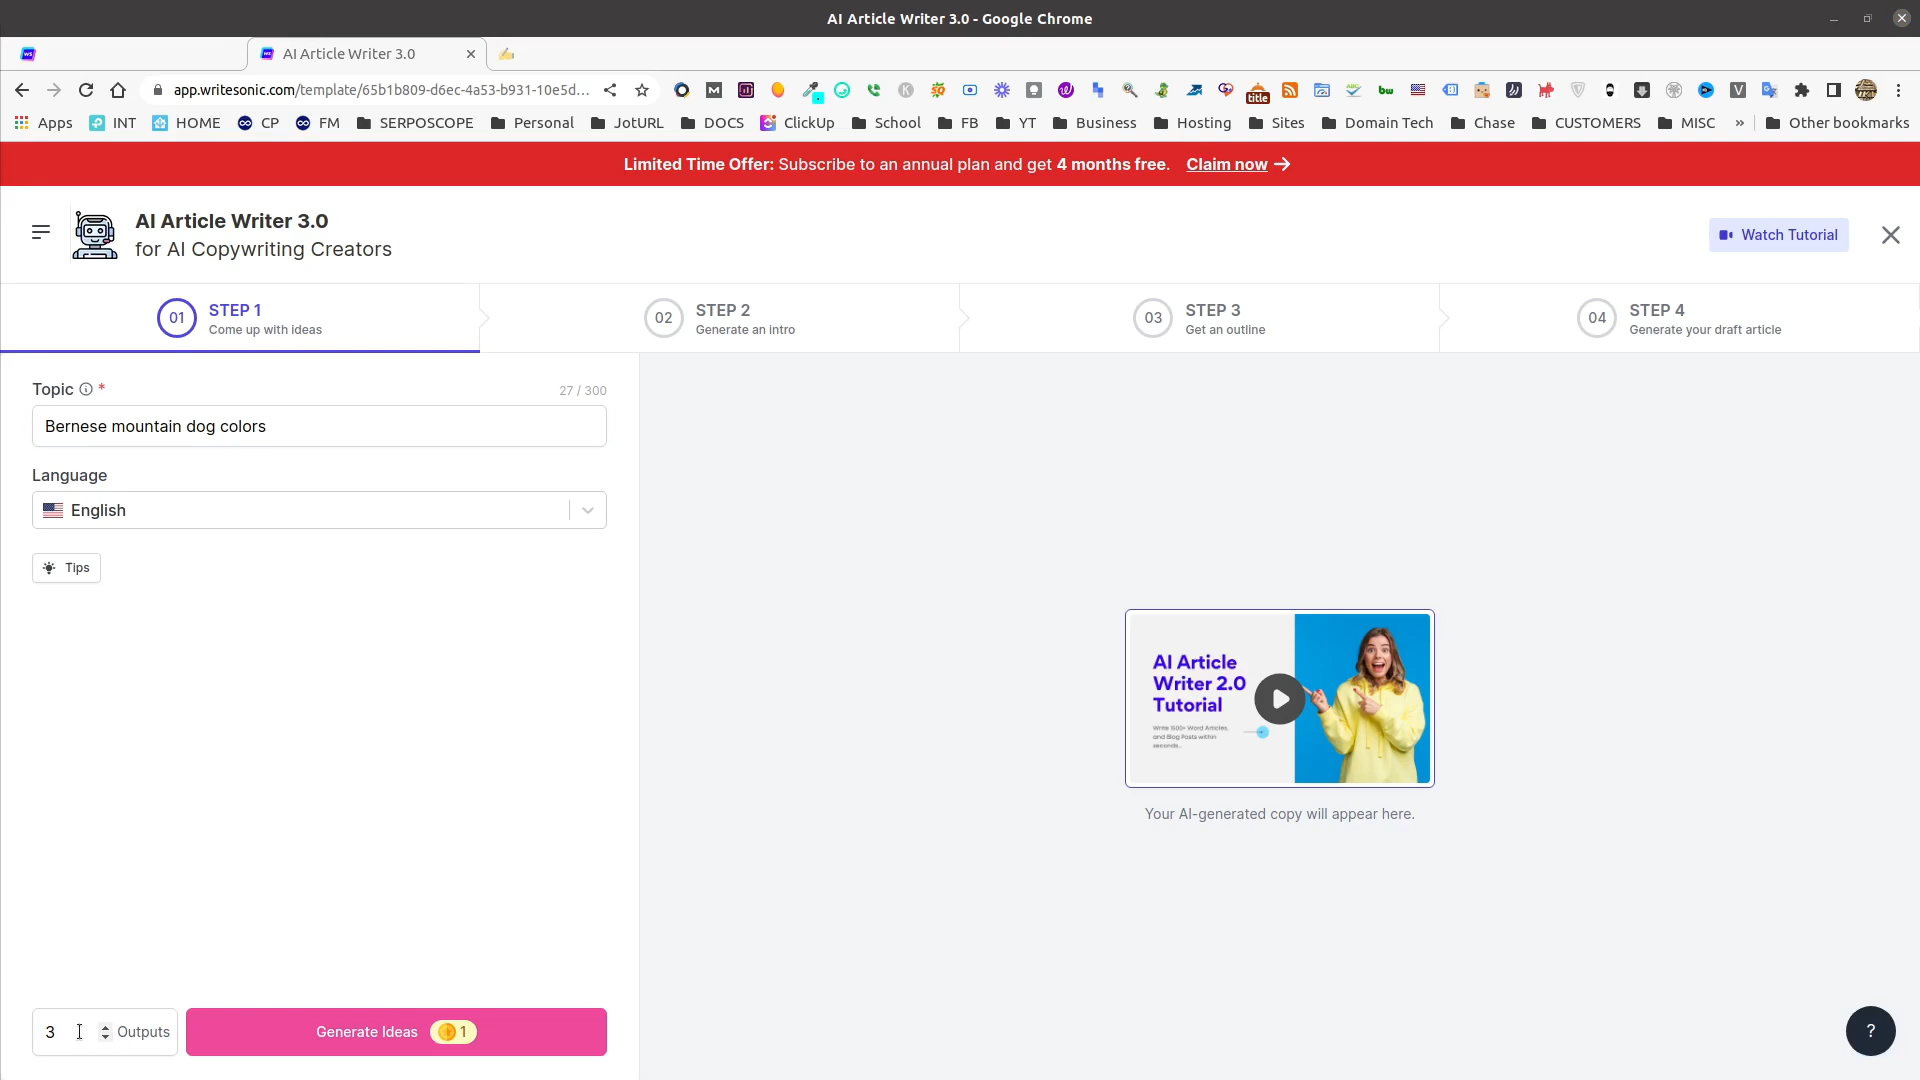 AI Article Writer 3.0 - Google Chrome
AI Article Writer 3.0
app.writesonic.com/template/65b1b809-d6ec-4a53-b931-10e5d...
title
Apps INT HOME CP FM SERPOSCOPE Personal JotURL DOCS ClickUp School FB YT Business Hosting Sites Domain Tech Chase CUSTOMERS MISC » Other bookmarks
Limited Time Offer: Subscribe to an annual plan and get 4 months free. Claim now →
AI Article Writer 3.0
for AI Copywriting Creators
Watch Tutorial
01 STEP 1
Come up with ideas
02 STEP 2
Generate an intro
03 STEP 3
Get an outline
04 STEP 4
Generate your draft article
Topic * 27 / 300
Bernese mountain dog colors
Language
English
Tips
AI Article
Writer 2.0
Tutorial
Write 1500+ Word Articles,
and Blog Posts within
seconds...
Your AI-generated copy will appear here.
3 Outputs
Generate Ideas 1
?